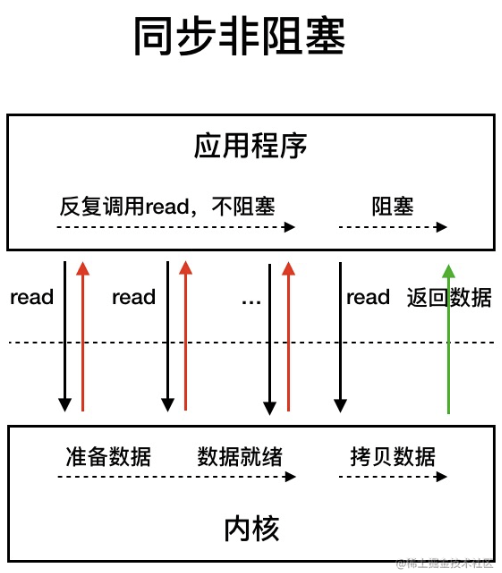 同步非阻塞
应用程序
反复调用read，不阻塞
阻塞
read
read
...
read
返回数据
准备数据
数据就绪
拷贝数据
内核
@稀土掘金技术社区